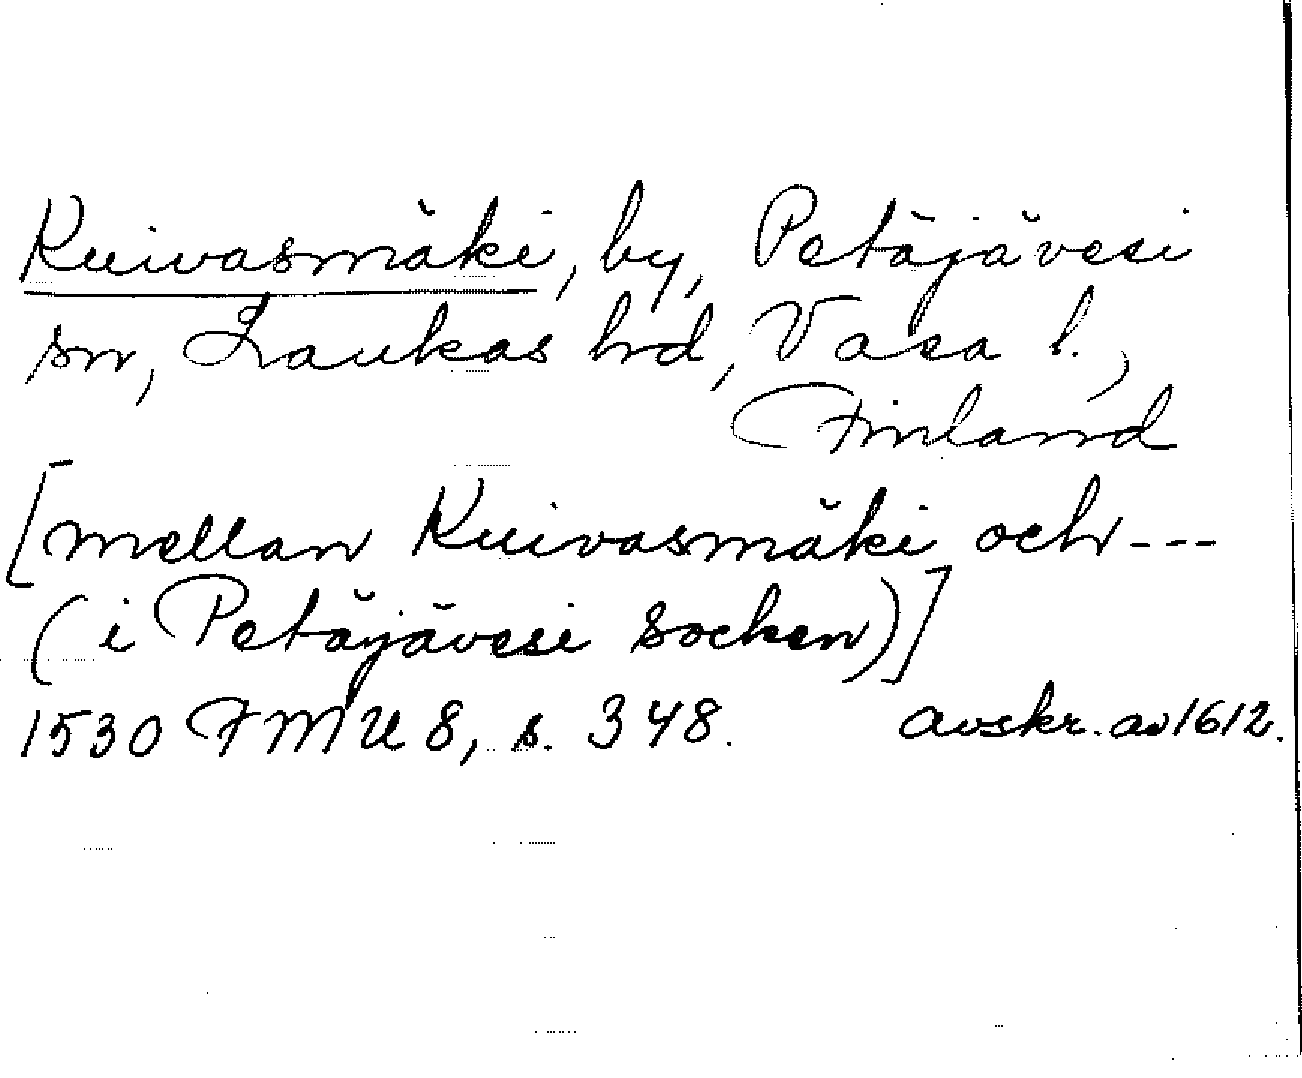 Kuivasmäki, by, Petäjävesi
sn, Laukas hd, Vasa l.,
Finland
[mellan Kuivasmäki och ---
(i Petäjävesi socken)]
1530 FMU 8, s. 348. avskr. av 1612.